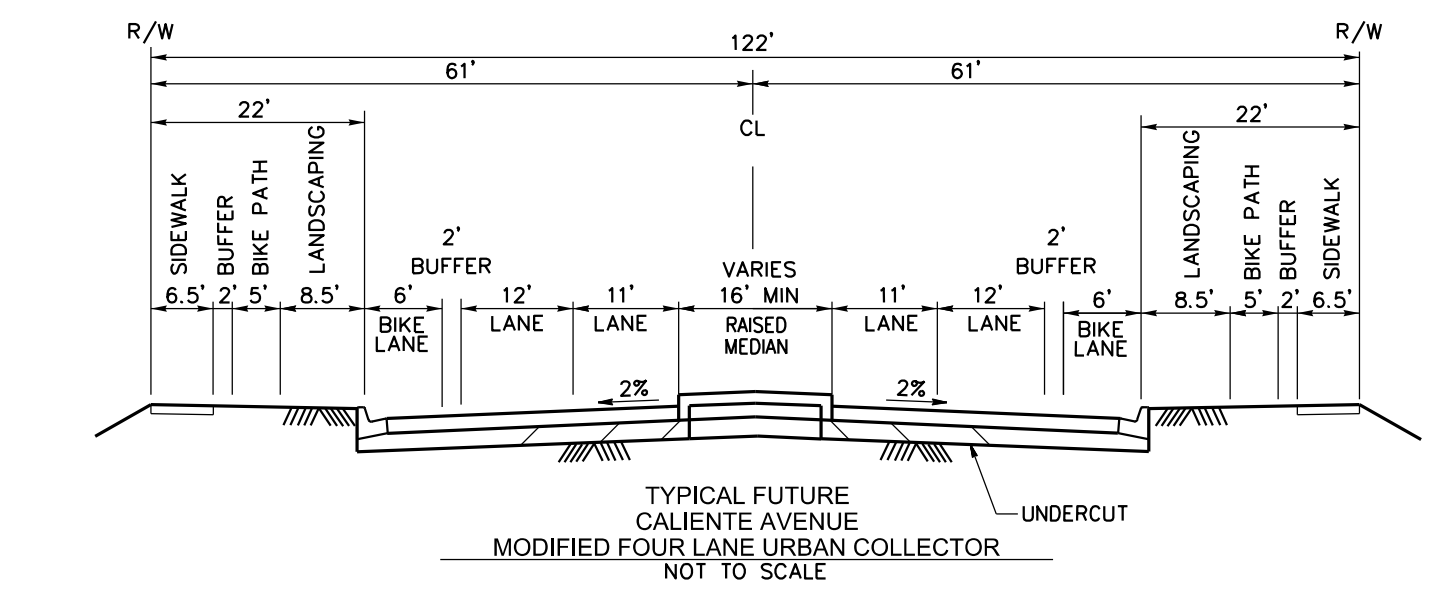 R/W
R/W
122'
61'
61'
22'
22'
CL
SIDEWALK
BUFFER
BIKE PATH
LANDSCAPING
2'
BUFFER
VARIES
2'
BUFFER
LANDSCAPING
BIKE PATH
BUFFER
SIDEWALK
6.5'
2'
5'
8.5'
6'
12'
11'
16' MIN
11'
12'
6'
8.5'
5'
2'
6.5'
BIKE
LANE
LANE
LANE
RAISED
MEDIAN
LANE
LANE
BIKE
LANE
2%
2%
UNDERCUT
TYPICAL FUTURE
CALIENTE AVENUE
MODIFIED FOUR LANE URBAN COLLECTOR
NOT TO SCALE